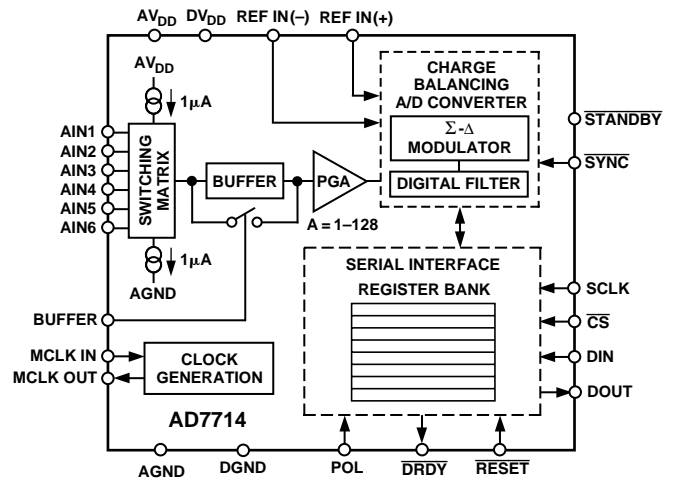 AVDD DVDD REF IN(–) REF IN(+)
AVDD
1µA
AIN1
AIN2
AIN3
AIN4
AIN5
AIN6
SWITCHING
MATRIX
BUFFER
PGA
A = 1–128
CHARGE
BALANCING
A/D CONVERTER
Σ-Δ
MODULATOR
DIGITAL FILTER
STANDBY
SYNC
1µA
AGND
BUFFER
MCLK IN
MCLK OUT
CLOCK
GENERATION
SERIAL INTERFACE
REGISTER BANK
SCLK
CS
DIN
DOUT
AD7714
AGND DGND POL DRDY RESET